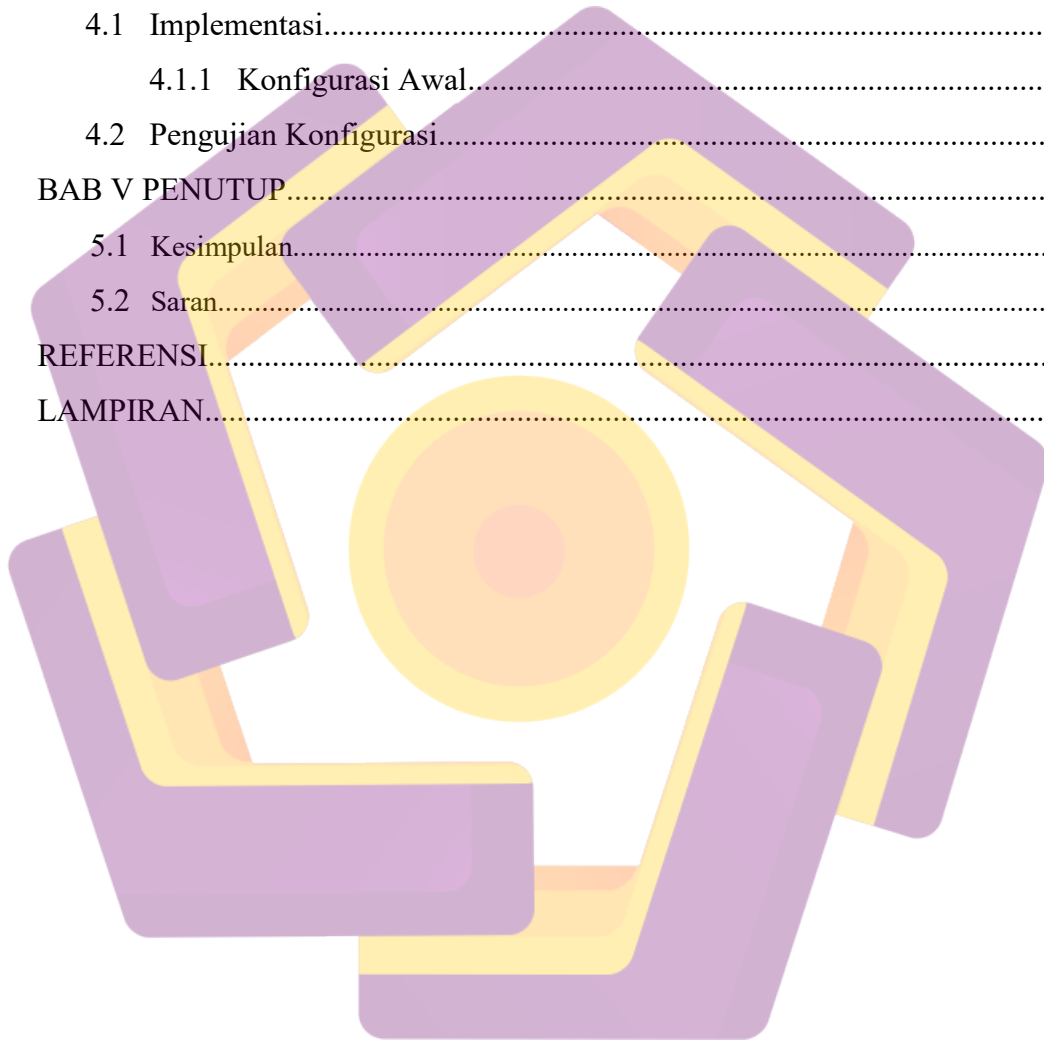 4.1 Implementasi....................................................................................................
4.1.1 Konfigurasi Awal................................................................................
4.2 Pengujian Konfigurasi....................................................................................
BAB V PENUTUP....................................................................................................
5.1 Kesimpulan....................................................................................................
5.2 Saran....................................................................................................
REFERENSI....................................................................................................
LAMPIRAN....................................................................................................